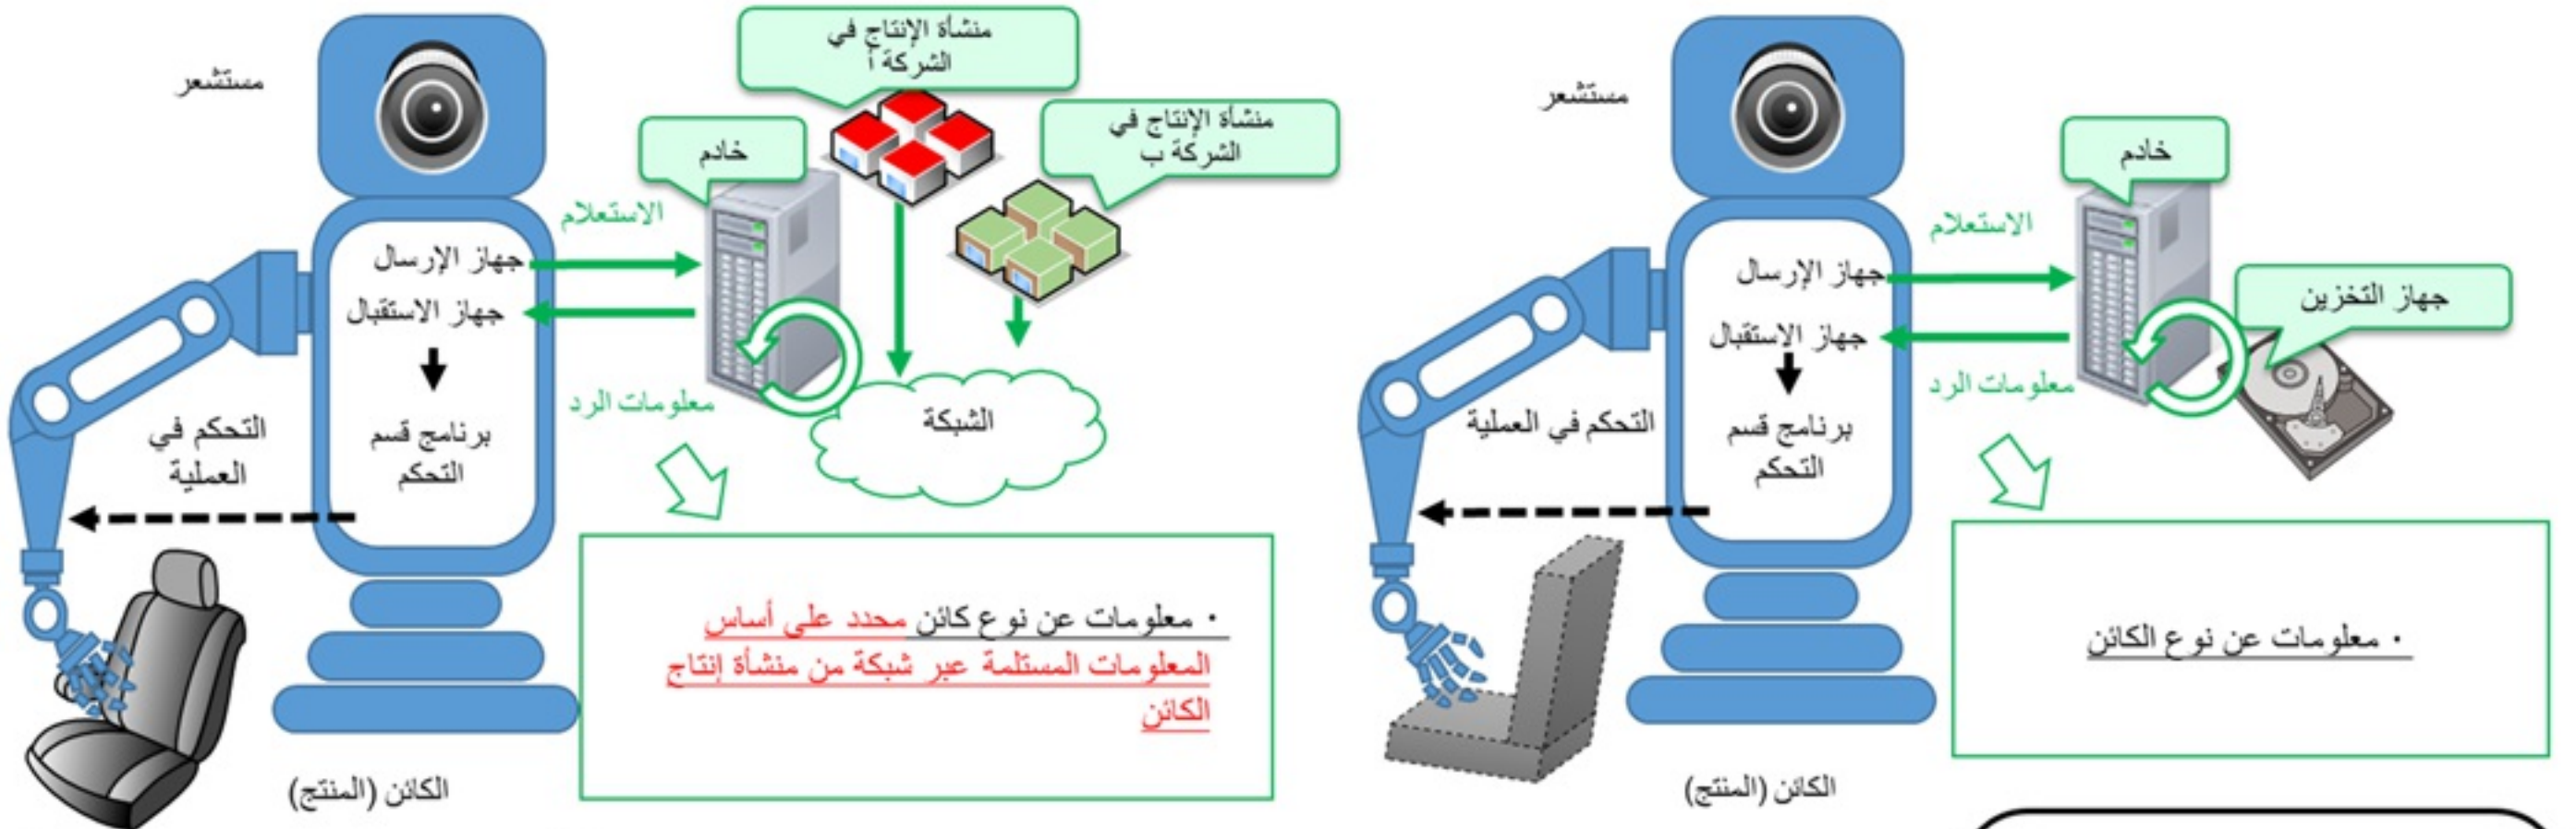 مستشعر
خادم
الاستعلام
جهاز الإرسال
جهاز الاستقبال
معلومات الرد
جهاز التخزين
التحكم في العملية
برنامج قسم
التحكم
الكائن (المنتج)
· معلومات عن نوع الكائن
مستشعر
منشأة الإنتاج في
الشركة أ
منشأة الإنتاج في
الشركة ب
خادم
الاستعلام
جهاز الإرسال
جهاز الاستقبال
معلومات الرد
الشبكة
التحكم في
العملية
برنامج قسم
التحكم
الكائن (المنتج)
· معلومات عن نوع كائن محدد على أساس
المعلومات المستلمة عبر شبكة من منشأة إنتاج
الكائن